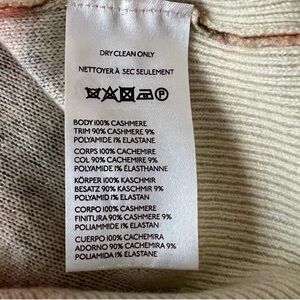 DRY CLEAN ONLY
NETTOYER À SEC SEULEMENT
BODY 100% CASHMERE
TRIM 90% CASHMERE 9%
POLYAMIDE 1% ELASTANE
CORPS 100% CACHEMIRE
COL 90% CACHEMIRE 9%
POLYAMIDE 1% ELASTHANNE
KÖRPER 100% KASCHMIR
BESATZ 90% KASCHMIR 9%
POLYAMID 1% ELASTAN
CORPO 100% CASHMERE
FINITURA 90% CASHMERE 9%
POLIAMMIDE 1% ELASTAN
CUERPO 100% CACHEMIRA
ADORNO 90% CACHEMIRA 9%
POLIAMIDA 1% ELASTANE